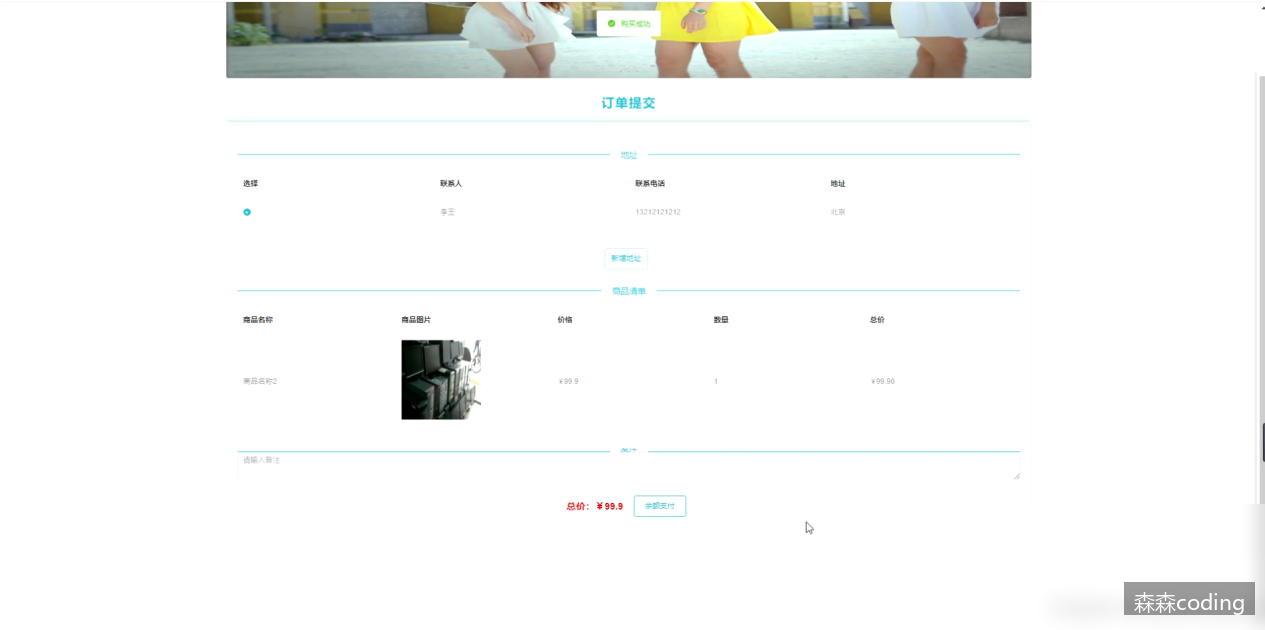 购买成功
订单提交
地址
选择 联系人 联系电话 地址
李玉 13212121212 北京
新增地址
商品清单
商品名称 商品图片 价格 数量 总价
商品名称2 ￥99.9 1 ￥99.90
备注
请输入备注
总价：￥99.9 余额支付
森森coding